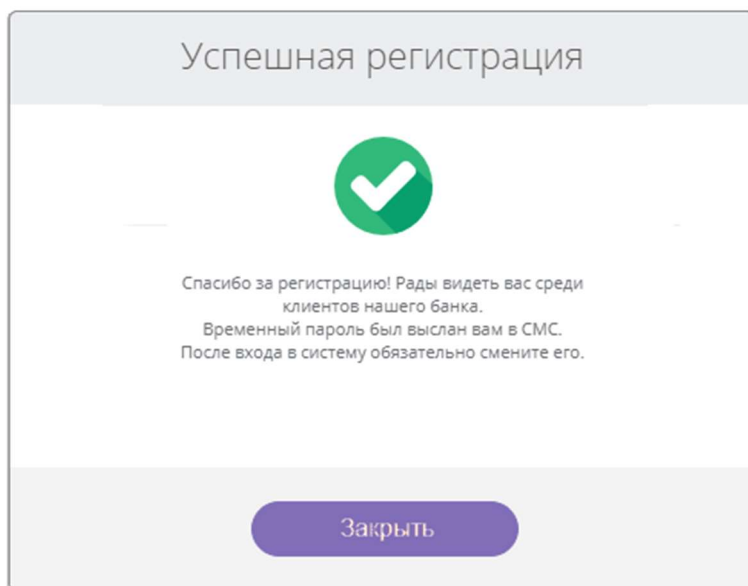 Успешная регистрация
Спасибо за регистрацию! Рады видеть вас среди
клиентов нашего банка.
Временный пароль был выслан вам в СМС.
После входа в систему обязательно смените его.
Закрыть